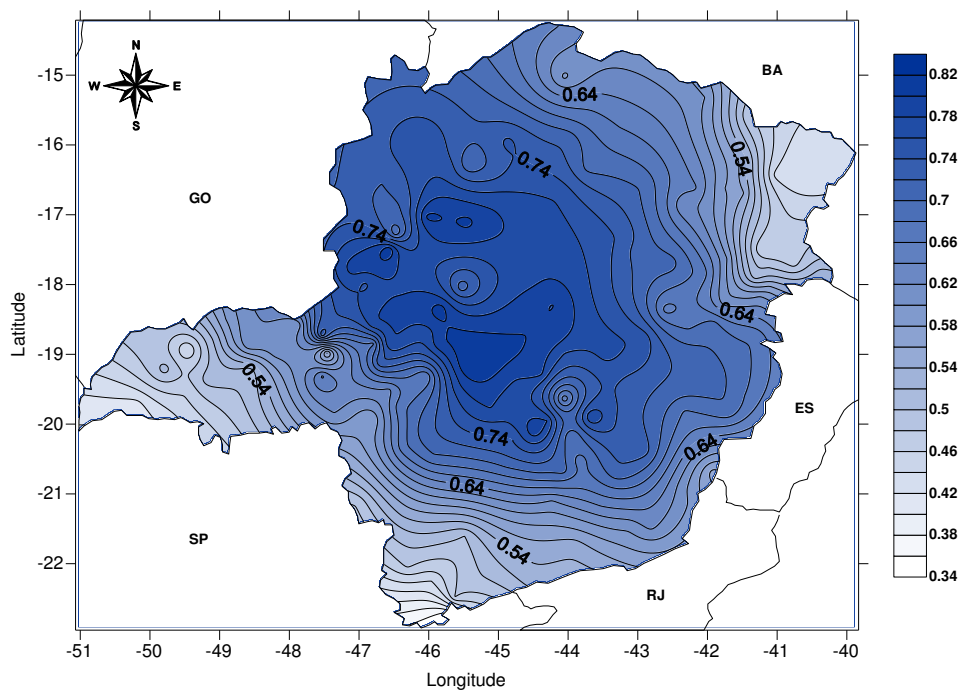 N
W E
S
BA
GO
ES
SP
RJ
0.64
0.54
0.74
0.74
0.64
0.54
0.74
0.64
0.64
0.54
-15
-16
-17
-18
-19
-20
-21
-22
Latitude
-51 -50 -49 -48 -47 -46 -45 -44 -43 -42 -41 -40
Longitude
0.82
0.78
0.74
0.7
0.66
0.62
0.58
0.54
0.5
0.46
0.42
0.38
0.34